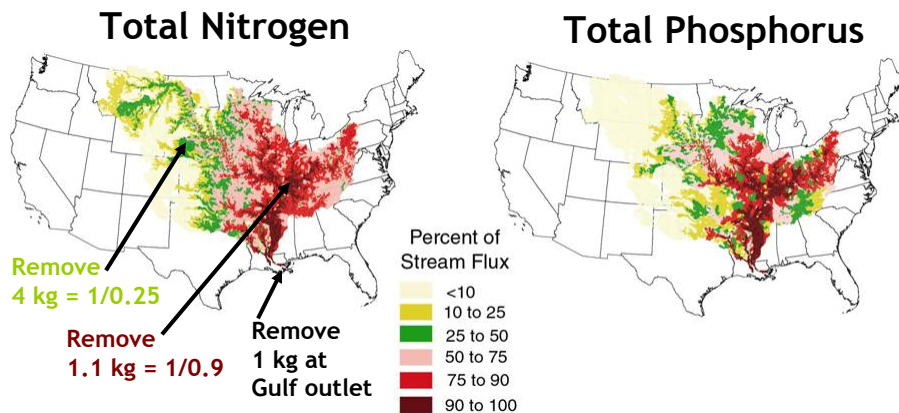 Total Nitrogen
Total Phosphorus
Remove
4 kg = 1/0.25
Remove
1.1 kg = 1/0.9
Remove
1 kg at
Gulf outlet
Percent of
Stream Flux
<10
10 to 25
25 to 50
50 to 75
75 to 90
90 to 100